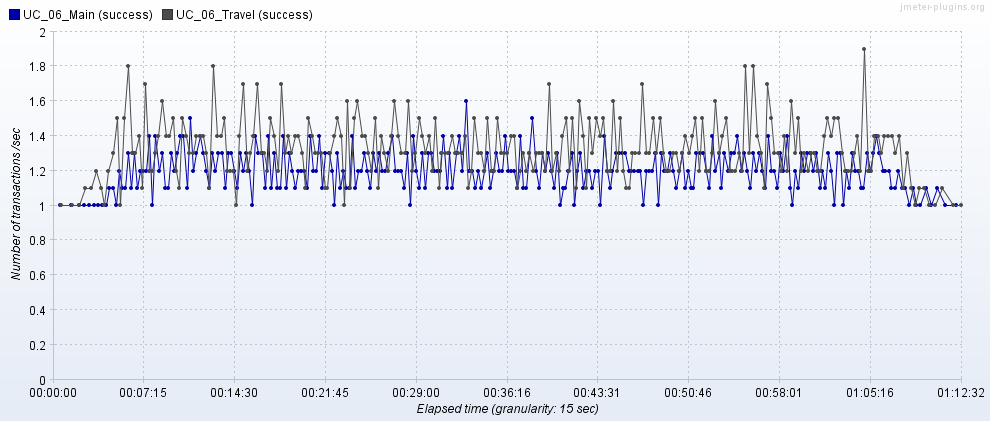 UC_06_Main (success) UC_06_Travel (success)
jmeter-plugins.org
Number of transactions/sec
2
1.8
1.6
1.4
1.2
1
0.8
0.6
0.4
0.2
0
00:00:00 00:07:15 00:14:30 00:21:45 00:29:00 00:36:16 00:43:31 00:50:46 00:58:01 01:05:16 01:12:32
Elapsed time (granularity: 15 sec)